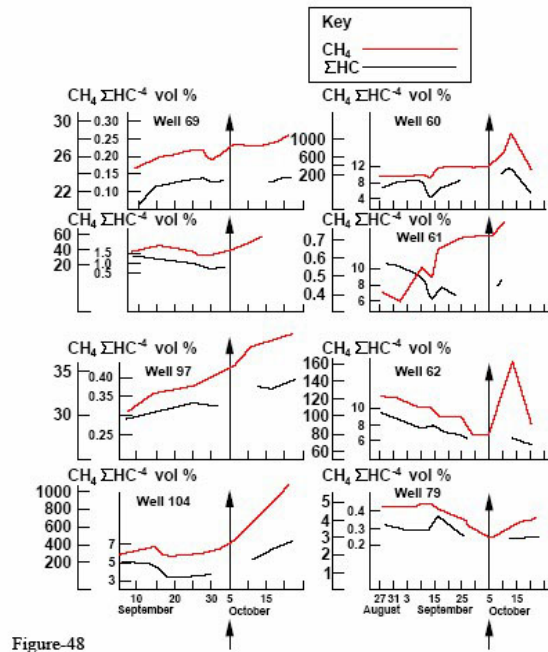 Key
CH₄
ΣHC
CH₄ ΣHC⁻⁴ vol %
30
26
22
0.30
0.25
0.20
0.15
0.10
Well 69
CH₄ ΣHC⁻⁴ vol %
1000
600
200
12
8
4
Well 60
CH₄ ΣHC⁻⁴ vol %
60
40
20
1.5
1.0
0.5
CH₄ ΣHC⁻⁴ vol %
0.7
0.6
0.5
0.4
10
8
6
Well 61
CH₄ ΣHC⁻⁴ vol %
35
30
0.40
0.35
0.25
Well 97
CH₄ ΣHC⁻⁴ vol %
160
140
120
100
80
60
10
8
6
Well 62
CH₄ ΣHC⁻⁴ vol %
1000
800
600
400
200
7
5
3
Well 104
10 20 30 5 15
September October
CH₄ ΣHC⁻⁴ vol %
5
4
3
2
1
0.4
0.3
0.2
Well 79
27 31 3 15 25 5 15
August September October
Figure-48